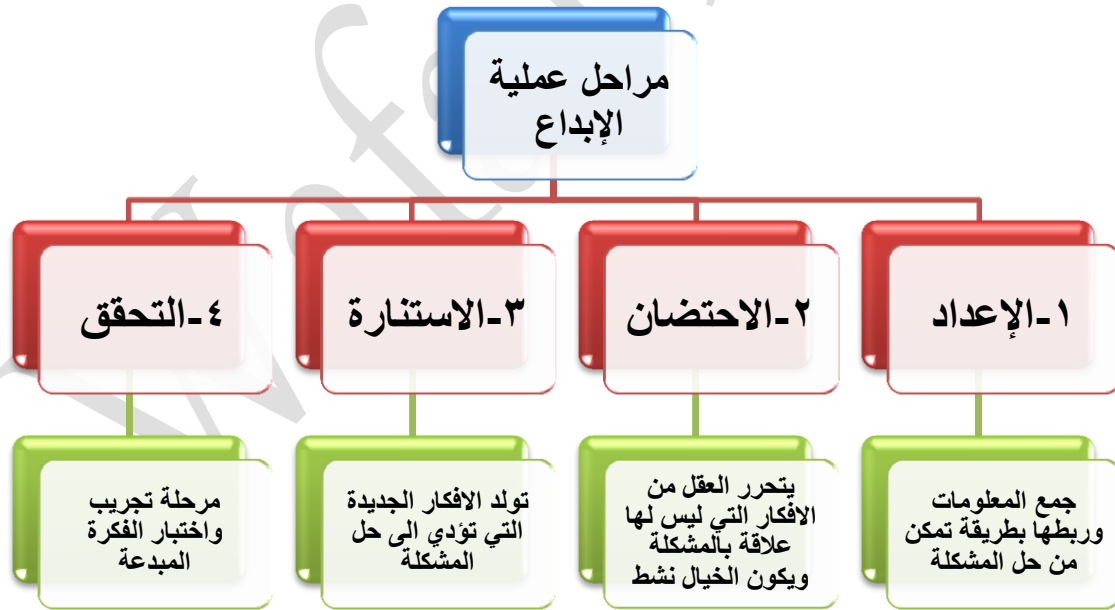 مراحل عملية
الإبداع
١-الإعداد
٢-الاحتضان
٣-الاستنارة
٤-التحقق
جمع المعلومات
وربطها بطريقة تمكن
من حل المشكلة
يتحرر العقل من
الافكار التي ليس لها
علاقة بالمشكلة
ويكون الخيال نشط
تولد الافكار الجديدة
التي تؤدي الى حل
المشكلة
مرحلة تجريب
واختبار الفكرة
المبدعة